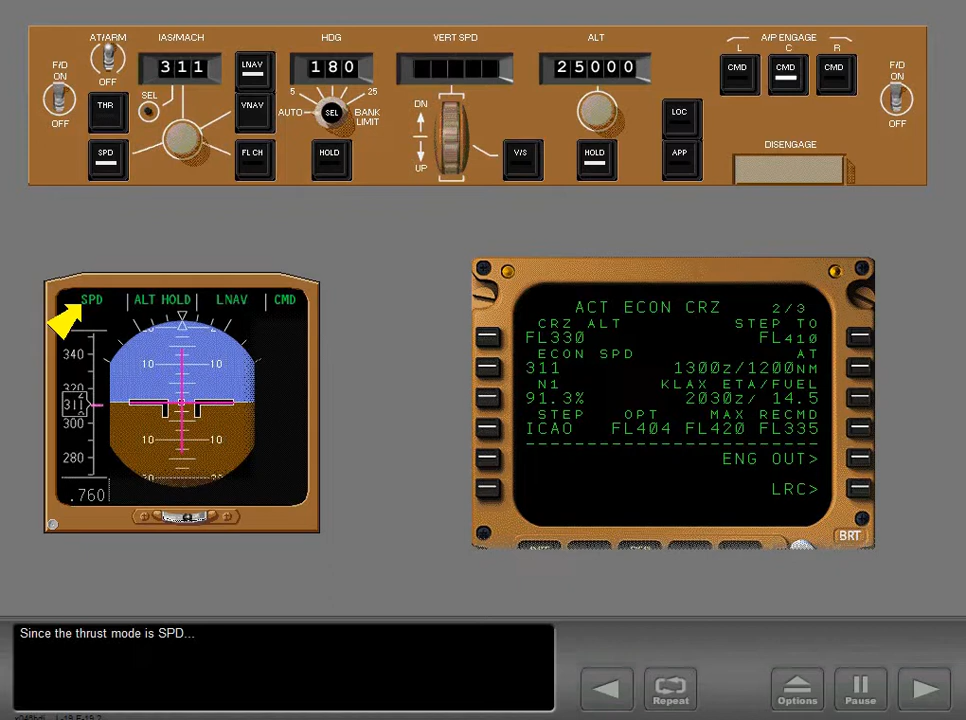 AT/ARM IAS/MACH HDG VERT SPD ALT A/P ENGAGE
L C R
F/D
ON
OFF
OFF
311
LNAV
180
25000
CMD CMD CMD
F/D
ON
OFF
SEL
5 25
THR
VNAV
AUTO SEL BANK
LIMIT
DN
UP
LOC
SPD
FL CH
HOLD
V/S
HOLD
APP
DISENGAGE
SPD ALT HOLD LNAV CMD
340
320
311
300
280
10 10
10 10
.760
ACT ECON CRZ 2/3
CRZ ALT STEP TO
FL330 FL410
ECON SPD AT
311 1300z/1200NM
N1 KLAX ETA/FUEL
91.3% 2030z/ 14.5
STEP OPT MAX RECMD
ICAO FL404 FL420 FL335
--------------------------------
ENG OUT>
LRC>
BRT
Since the thrust mode is SPD...
Repeat Options Pause